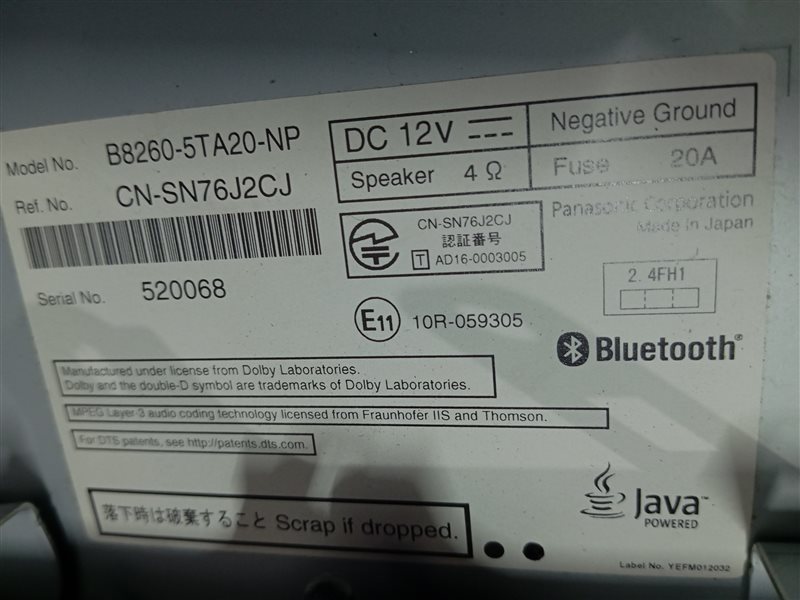 Model No. B8260-5TA20-NP
Ref. No. CN-SN76J2CJ
Serial No. 520068
DC 12V
Negative Ground
Speaker 4 Ω
Fuse 20A
CN-SN76J2CJ
認証番号
T AD16-0003005
Panasonic Corporation
Made in Japan
2.4FH1
E11 10R-059305
Bluetooth®
Manufactured under license from Dolby Laboratories.
Dolby and the double-D symbol are trademarks of Dolby Laboratories.
MPEG Layer-3 audio coding technology licensed from Fraunhofer IIS and Thomson.
For DTS patents, see http://patents.dts.com.
落下時は破棄すること Scrap if dropped.
Java™
POWERED
Label No. YEFM012032